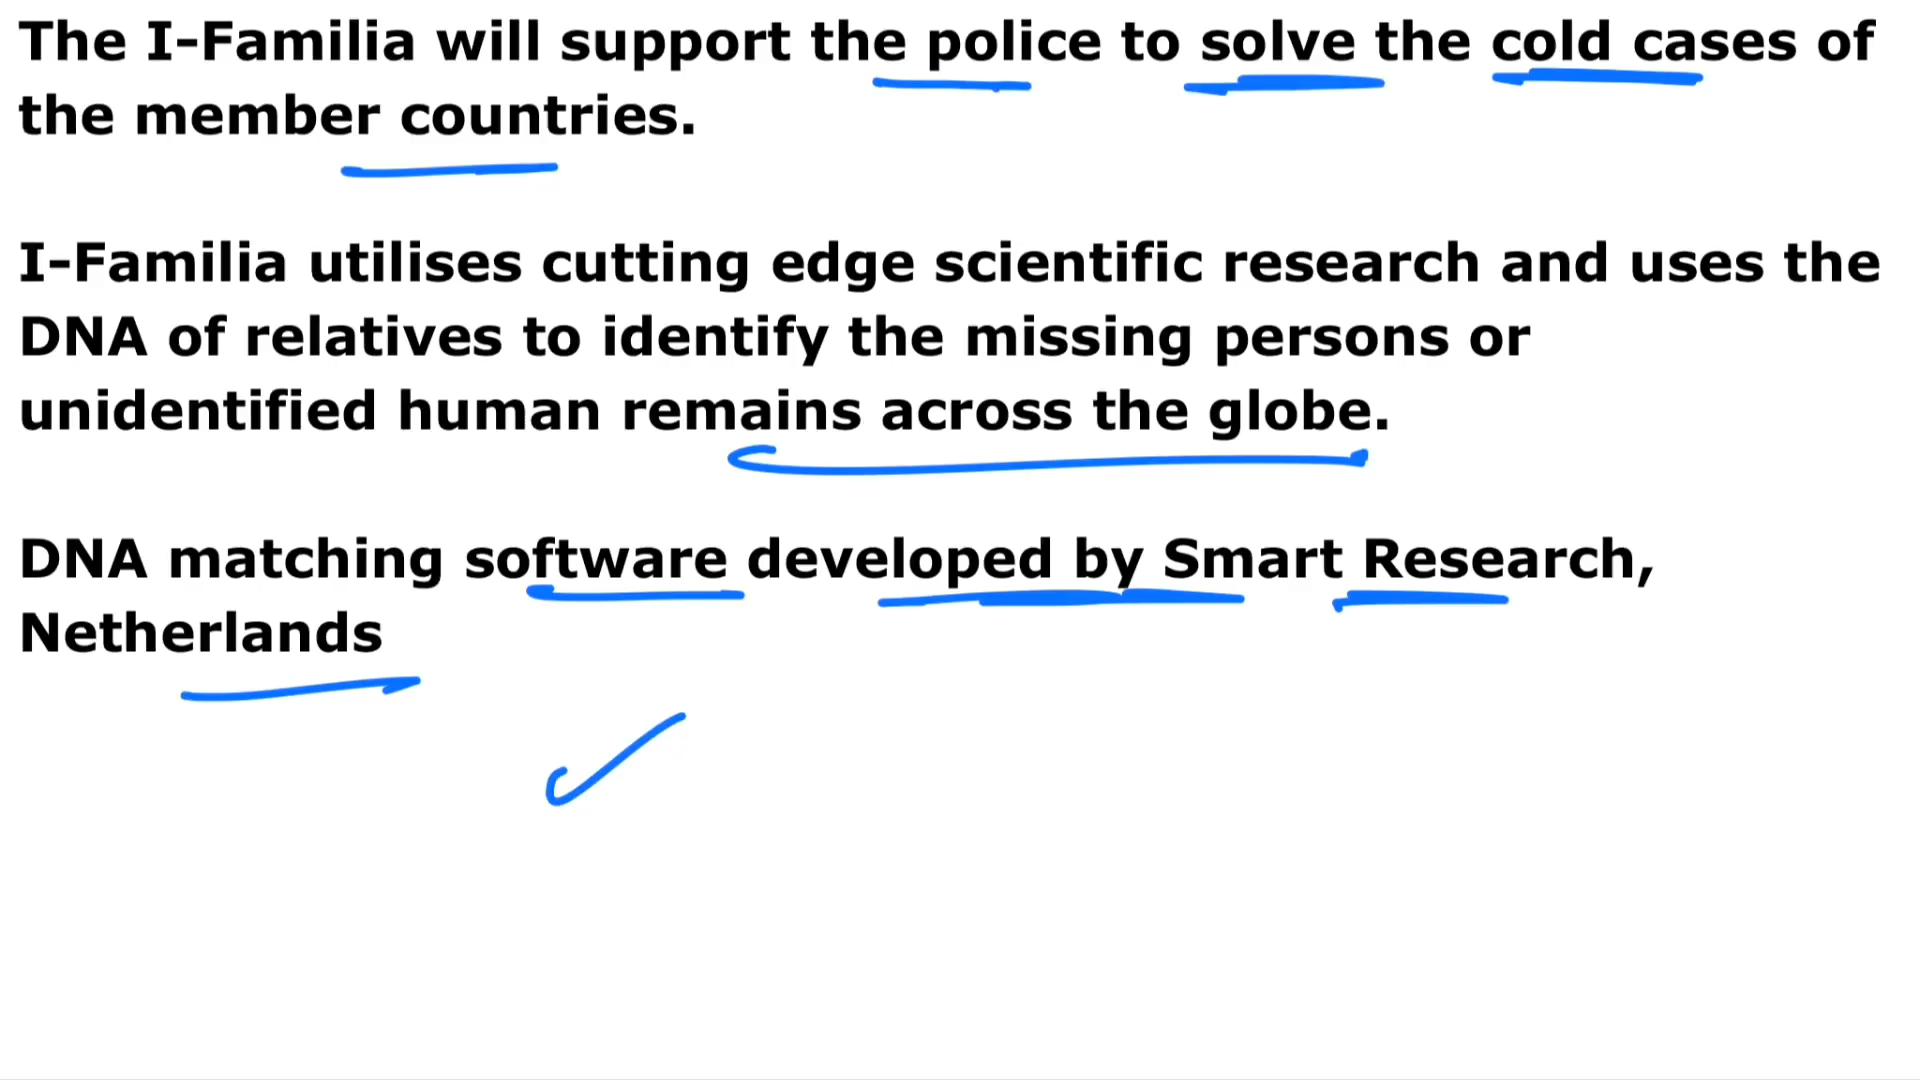 The I-Familia will support the police to solve the cold cases of
the member countries.
I-Familia utilises cutting edge scientific research and uses the
DNA of relatives to identify the missing persons or
unidentified human remains across the globe.
DNA matching software developed by Smart Research,
Netherlands